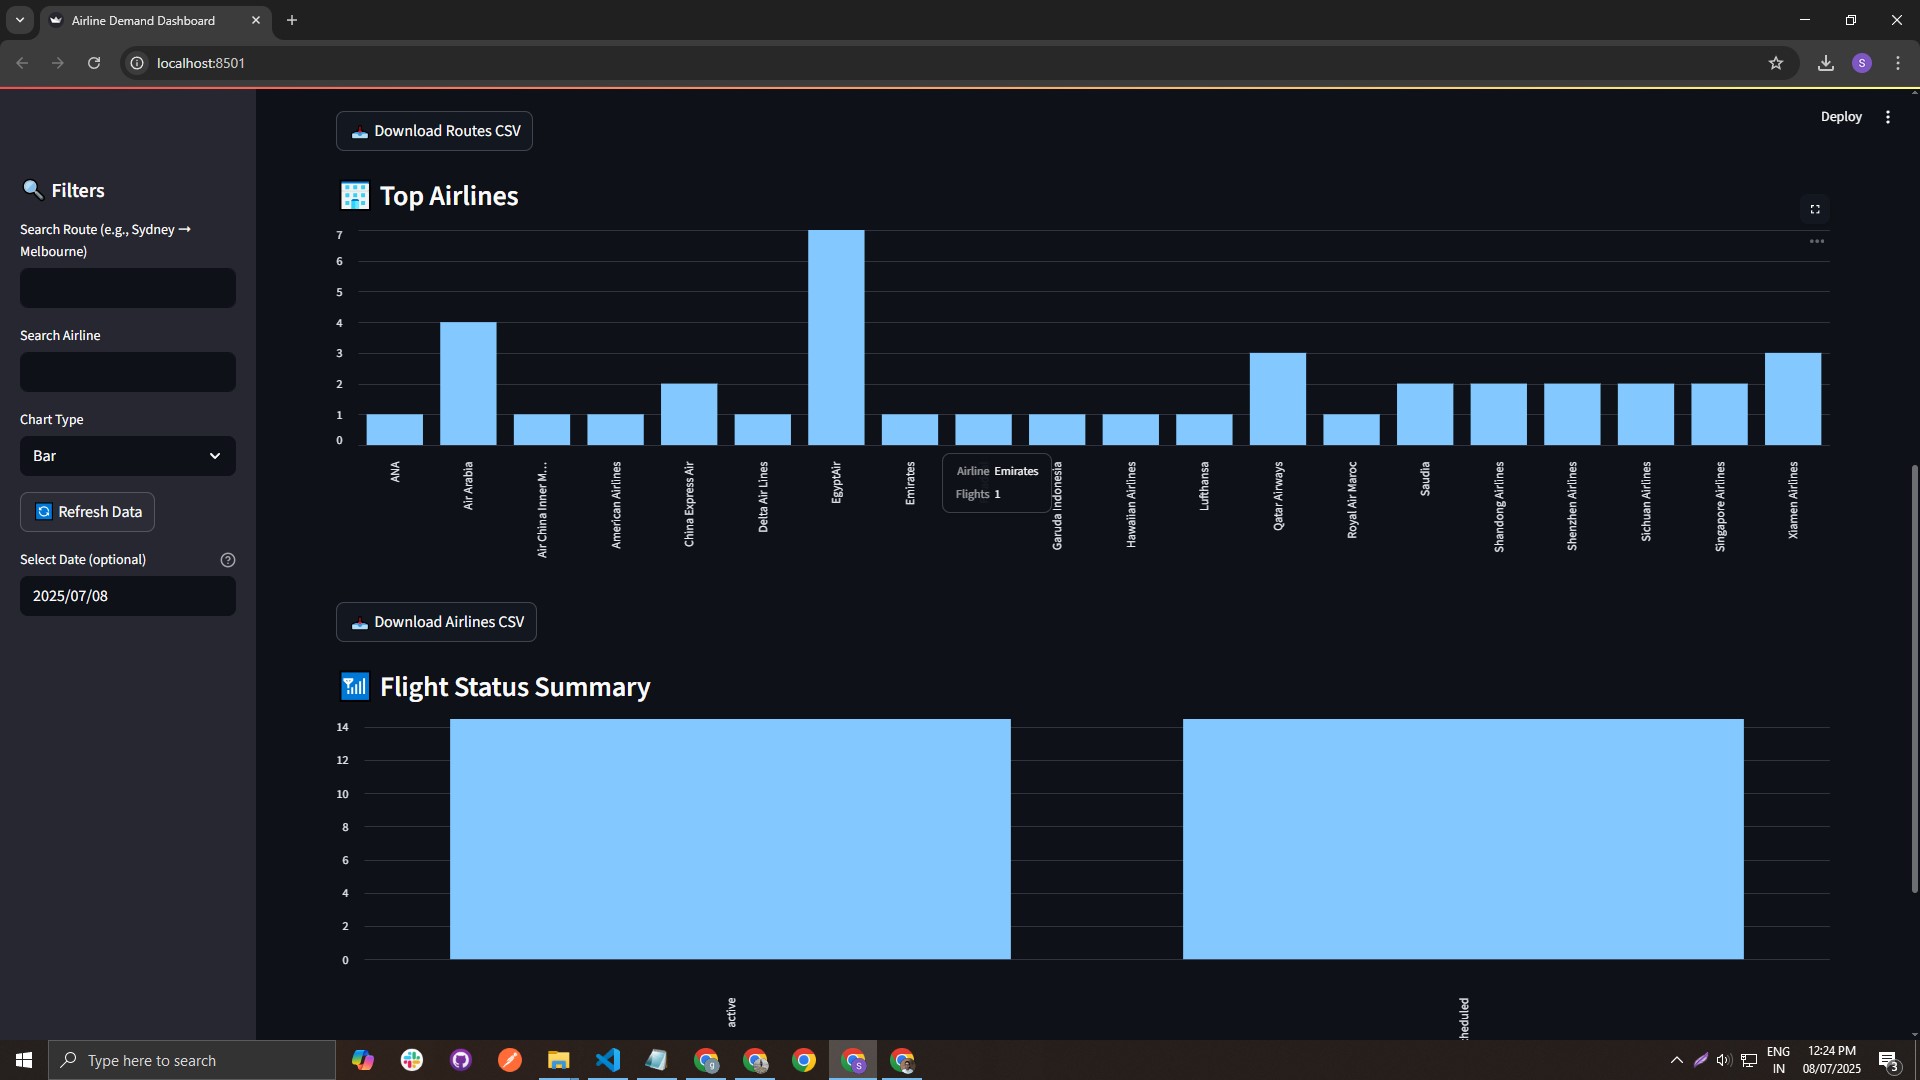 Airline Demand Dashboard
localhost:8501
S
Deploy
Filters
Search Route (e.g., Sydney → Melbourne)
Search Airline
Chart Type
Bar
Refresh Data
Select Date (optional)
2025/07/08
Download Routes CSV
Top Airlines
7
6
5
4
3
2
1
0
ANA
Air Arabia
Air China Inner M...
American Airlines
China Express Air
Delta Air Lines
EgyptAir
Emirates
Airline Emirates
Flights 1
Garuda Indonesia
Hawaiian Airlines
Lufthansa
Qatar Airways
Royal Air Maroc
Saudia
Shandong Airlines
Shenzhen Airlines
Sichuan Airlines
Singapore Airlines
Xiamen Airlines
Download Airlines CSV
Flight Status Summary
14
12
10
8
6
4
2
0
active
heduled
Type here to search
ENG
IN
12:24 PM
08/07/2025
3